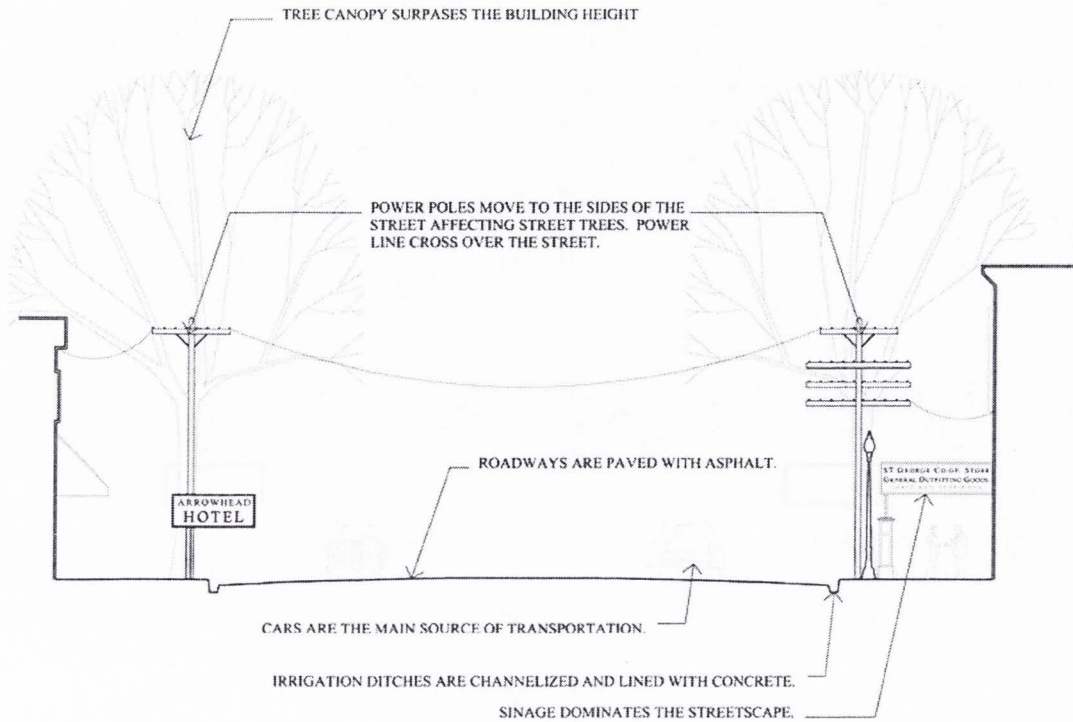 TREE CANOPY SURPASES THE BUILDING HEIGHT
POWER POLES MOVE TO THE SIDES OF THE
STREET AFFECTING STREET TREES. POWER
LINE CROSS OVER THE STREET.
ROADWAYS ARE PAVED WITH ASPHALT.
ST GEORGE CO-OP. STORE
GENERAL OUTFITTING GOODS
ARROWHEAD
HOTEL
CARS ARE THE MAIN SOURCE OF TRANSPORTATION.
IRRIGATION DITCHES ARE CHANNELIZED AND LINED WITH CONCRETE.
SINAGE DOMINATES THE STREETSCAPE.